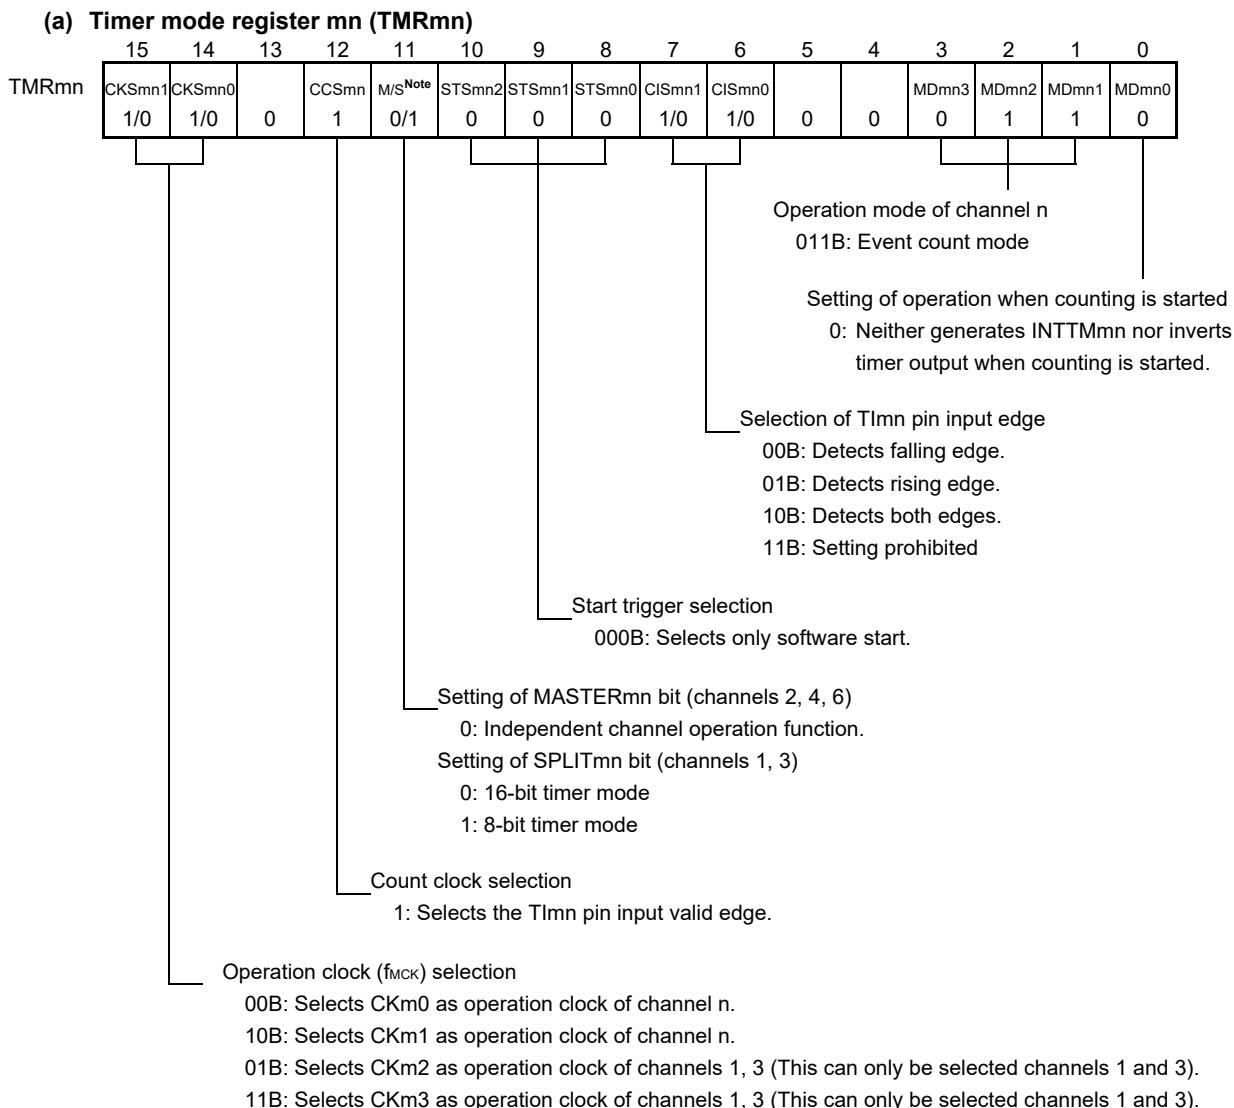 (a) Timer mode register mn (TMRmn)
15 14 13 12 11 10 9 8 7 6 5 4 3 2 1 0
TMRmn CKSmn1 CKSmn0 CCSmn M/SNote STSmn2 STSmn1 STSmn0 CISmn1 CISmn0 MDmn3 MDmn2 MDmn1 MDmn0
1/0 1/0 0 1 0/1 0 0 0 1/0 1/0 0 0 0 1 1 0
Operation mode of channel n
011B: Event count mode
Setting of operation when counting is started
0: Neither generates INTTMmn nor inverts
timer output when counting is started.
Selection of TImn pin input edge
00B: Detects falling edge.
01B: Detects rising edge.
10B: Detects both edges.
11B: Setting prohibited
Start trigger selection
000B: Selects only software start.
Setting of MASTERmn bit (channels 2, 4, 6)
0: Independent channel operation function.
Setting of SPLITmn bit (channels 1, 3)
0: 16-bit timer mode
1: 8-bit timer mode
Count clock selection
1: Selects the TImn pin input valid edge.
Operation clock (fMCK) selection
00B: Selects CKm0 as operation clock of channel n.
10B: Selects CKm1 as operation clock of channel n.
01B: Selects CKm2 as operation clock of channels 1, 3 (This can only be selected channels 1 and 3).
11B: Selects CKm3 as operation clock of channels 1, 3 (This can only be selected channels 1 and 3).